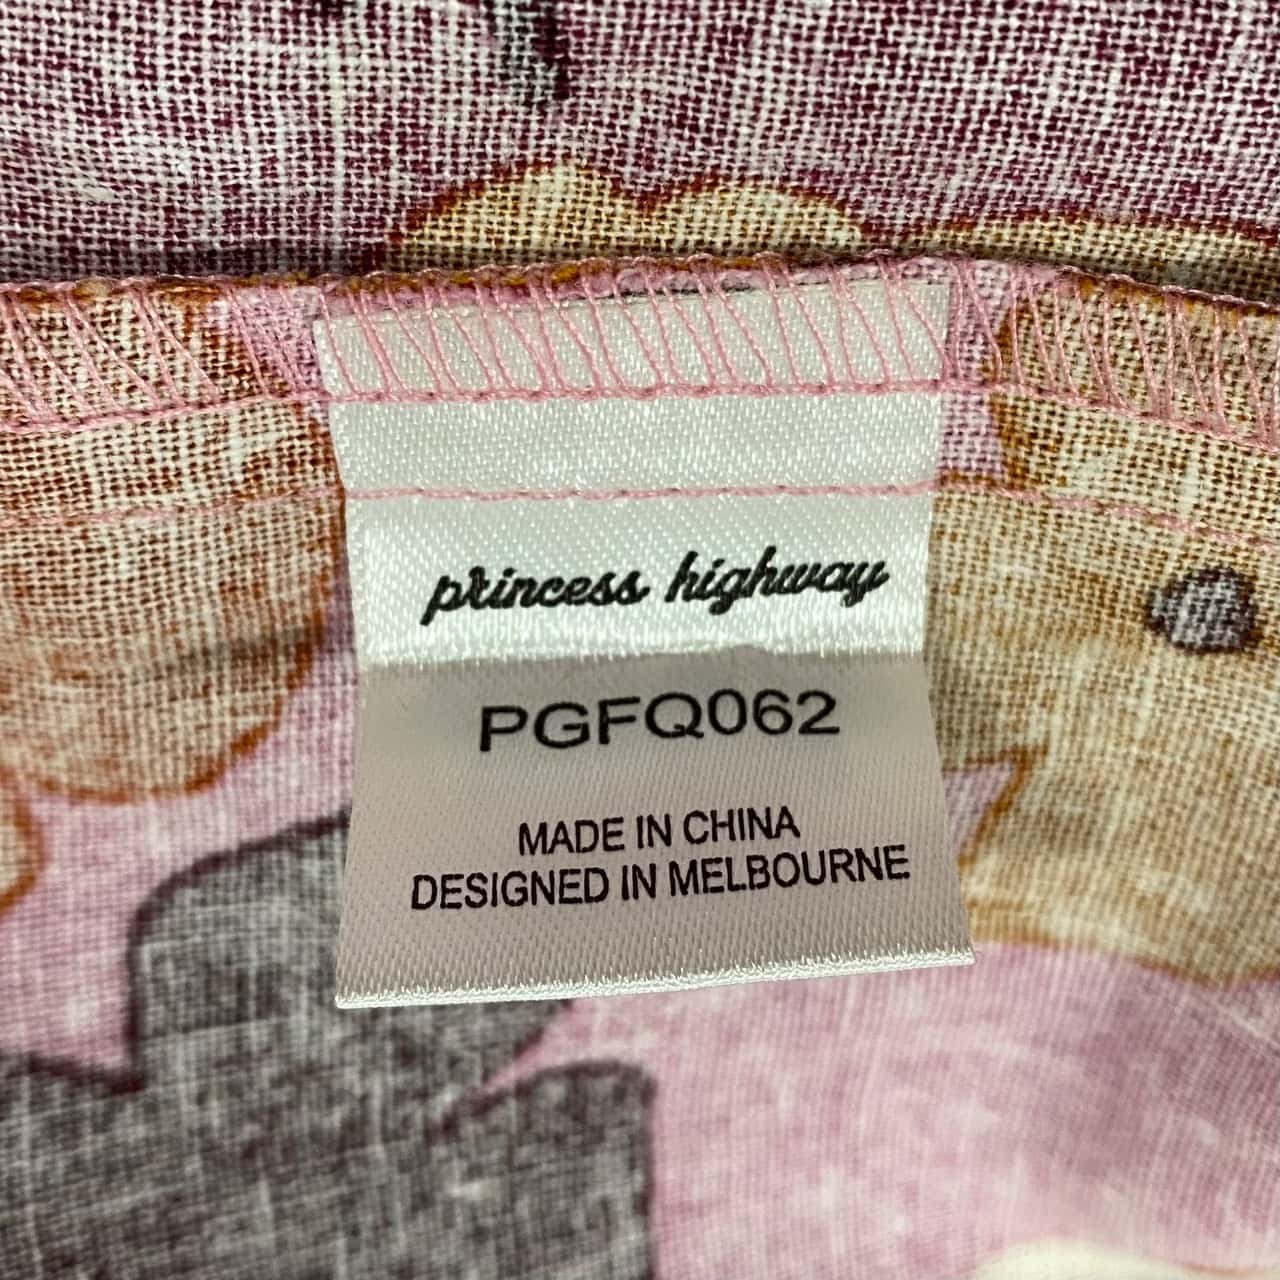 princess highway
PGFQ062
MADE IN CHINA
DESIGNED IN MELBOURNE